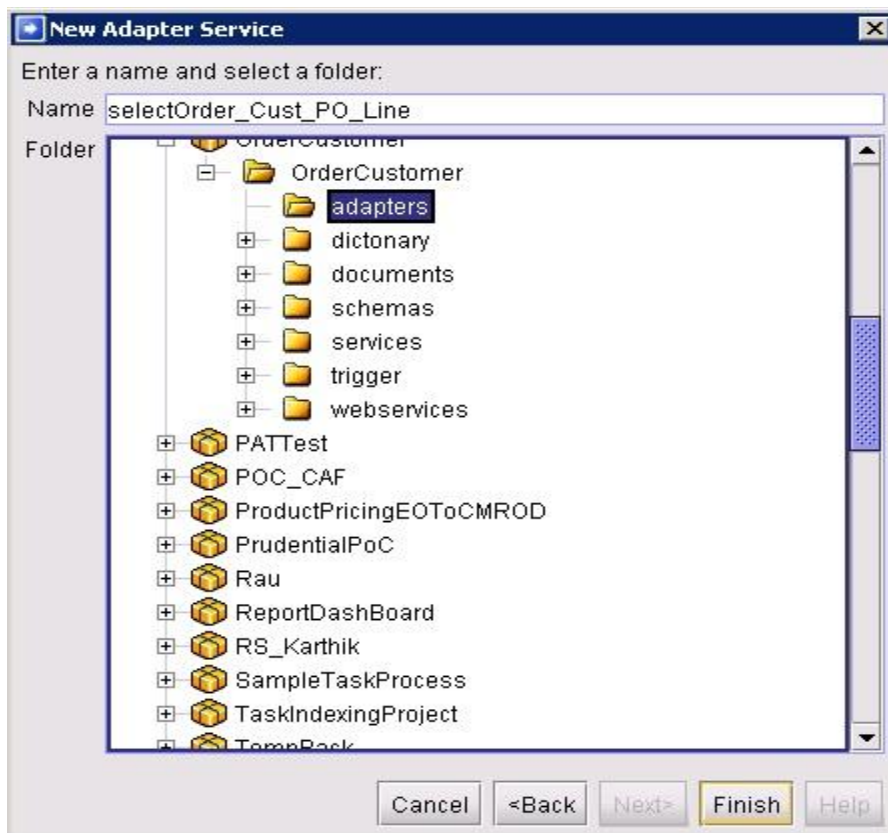 New Adapter Service
Enter a name and select a folder:
Name selectOrder_Cust_PO_Line
Folder
OrderCustomer
OrderCustomer
adapters
dictonary
documents
schemas
services
trigger
webservices
PATTest
POC_CAF
ProductPricingEOToCMROD
PrudentialPoC
Rau
ReportDashBoard
RS_Karthik
SampleTaskProcess
TaskIndexingProject
Cancel <Back Next> Finish Help